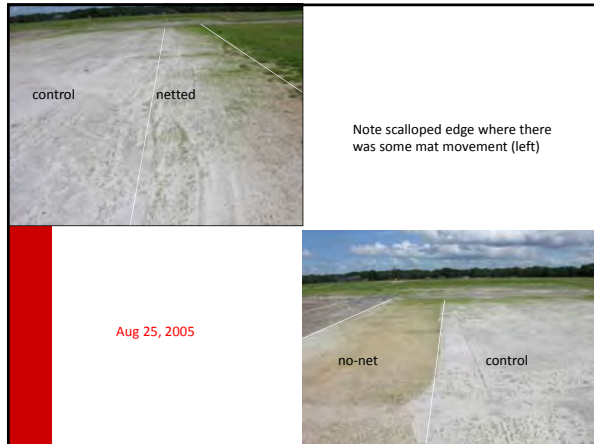 control
netted
Note scalloped edge where there
was some mat movement (left)
Aug 25, 2005
no-net
control